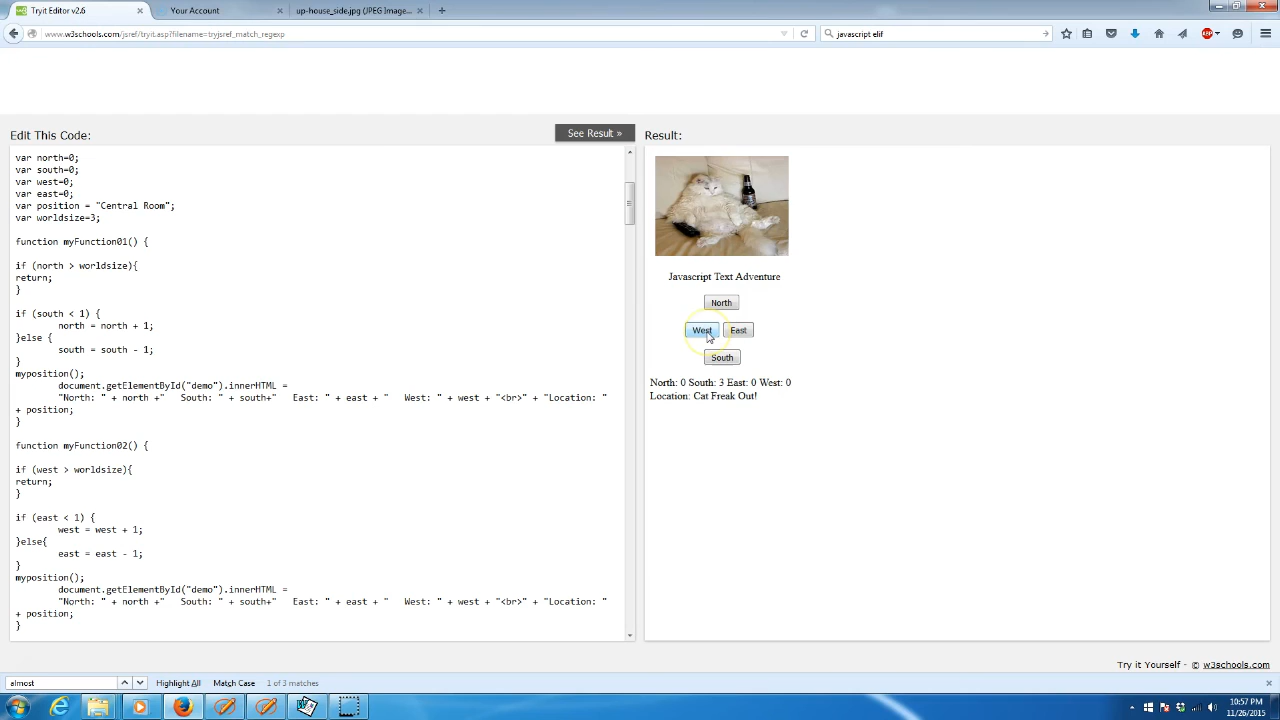 Tryit Editor v2.6
Your Account
up-house_side.jpg (JPEG Image...
www.w3schools.com/jsref/tryit.asp?filename=tryjsref_match_regexp
javascript elif
Edit This Code:
See Result »
Result:
var north=0;
var south=0;
var west=0;
var east=0;
var position = "Central Room";
var worldsize=3;
function myFunction01() {
if (north > worldsize){
return;
}
if (south < 1) {
north = north + 1;
}else {
south = south - 1;
}
myposition();
document.getElementById("demo").innerHTML =
"North: " + north +"   South: " + south+"   East: " + east + "   West: " + west + "<br>" + "Location: "
+ position;
}
function myFunction02() {
if (west > worldsize){
return;
}
if (east < 1) {
west = west + 1;
}else{
east = east - 1;
}
myposition();
document.getElementById("demo").innerHTML =
"North: " + north +"   South: " + south+"   East: " + east + "   West: " + west + "<br>" + "Location: "
+ position;
}
Javascript Text Adventure
North
West East
South
North: 0 South: 3 East: 0 West: 0
Location: Cat Freak Out!
Try it Yourself - © w3schools.com
almost
Highlight All
Match Case
1 of 3 matches
10:57 PM
11/26/2015